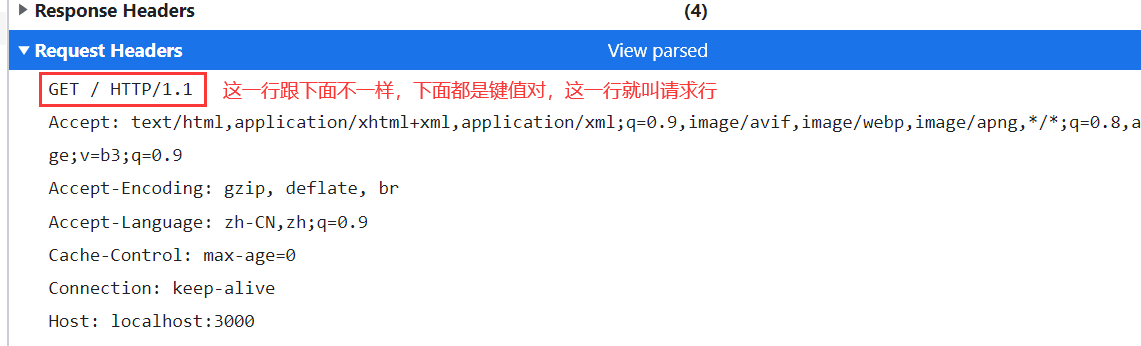 Response Headers (4)
Request Headers View parsed
GET / HTTP/1.1 这一行跟下面不一样，下面都是键值对，这一行就叫请求行
Accept: text/html,application/xhtml+xml,application/xml;q=0.9,image/avif,image/webp,image/apng,*/*;q=0.8,a
ge;v=b3;q=0.9
Accept-Encoding: gzip, deflate, br
Accept-Language: zh-CN,zh;q=0.9
Cache-Control: max-age=0
Connection: keep-alive
Host: localhost:3000